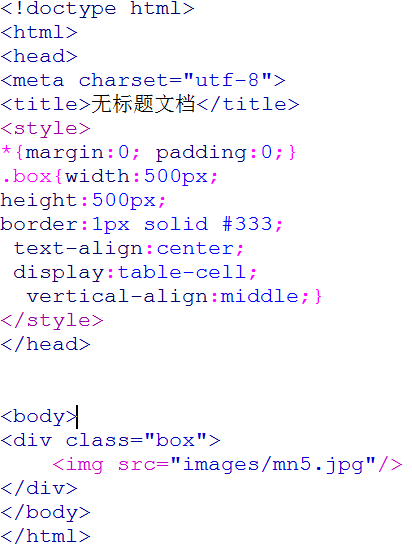 <!doctype html>
<html>
<head>
<meta charset="utf-8">
<title>无标题文档</title>
<style>
*{margin:0; padding:0;}
.box{width:500px;
height:500px;
border:1px solid #333;
 text-align:center;
 display:table-cell;
  vertical-align:middle;}
</style>
</head>
<body>
<div class="box">
    <img src="images/mn5.jpg"/>
</div>
</body>
</html>